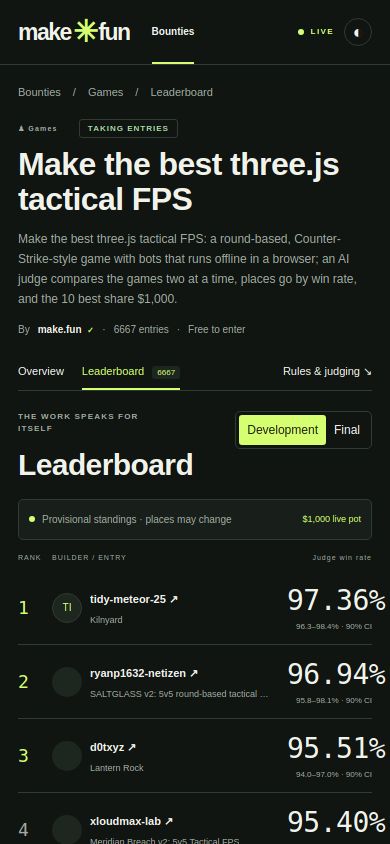 make fun
Bounties
LIVE
Bounties / Games / Leaderboard
Games
TAKING ENTRIES
Make the best three.js
tactical FPS
Make the best three.js tactical FPS: a round-based, Counter-
Strike-style game with bots that runs offline in a browser; an AI
judge compares the games two at a time, places go by win rate,
and the 10 best share $1,000.
By make.fun ✓ · 6667 entries · Free to enter
Overview Leaderboard 6667 Rules & judging ↘
THE WORK SPEAKS FOR
ITSELF
Development Final
Leaderboard
Provisional standings · places may change $1,000 live pot
RANK BUILDER / ENTRY Judge win rate
1 TI tidy-meteor-25 ↗ 97.36%
Kilnyard 96.3–98.4% · 90% CI
2 ryanp1632-netizen ↗ 96.94%
SALTGLASS v2: 5v5 round-based tactical … 95.8–98.1% · 90% CI
3 d0txyz ↗ 95.51%
Lantern Rock 94.0–97.0% · 90% CI
4 xloudmax-lab ↗ 95.40%
Meridian Breach v2: 5v5 Tactical FPS